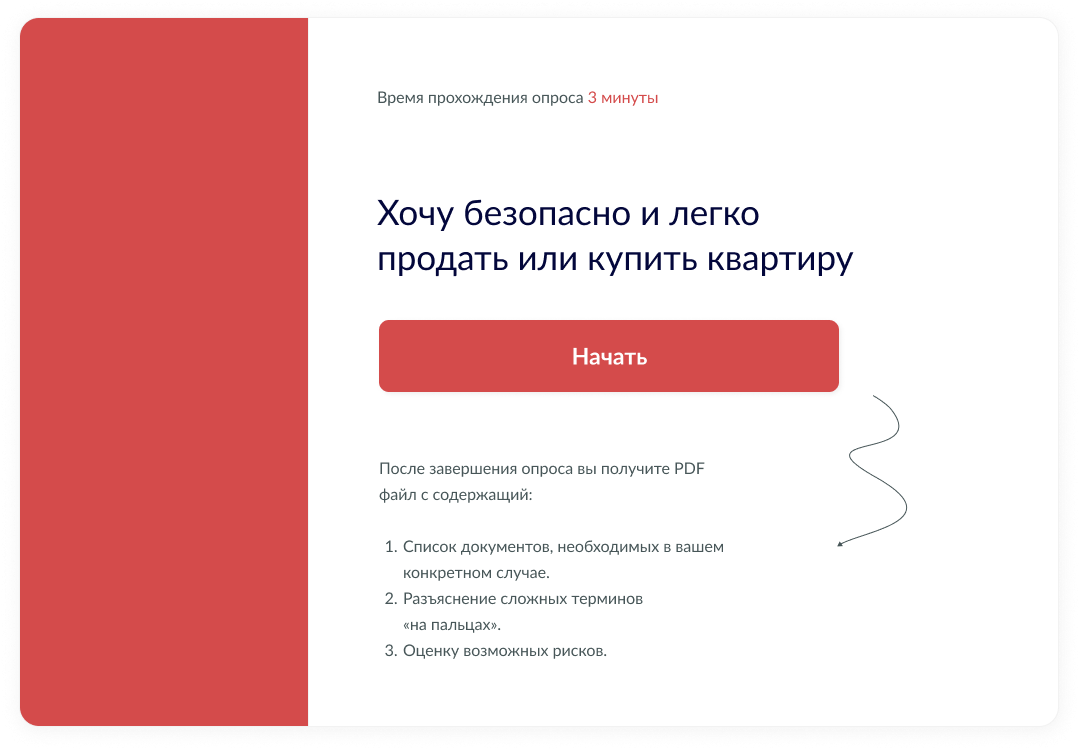 Время прохождения опроса 3 минуты
Хочу безопасно и легко
продать или купить квартиру
Начать
После завершения опроса вы получите PDF
файл с содержащий:
1. Список документов, необходимых в вашем
конкретном случае.
2. Разъяснение сложных терминов
«на пальцах».
3. Оценку возможных рисков.